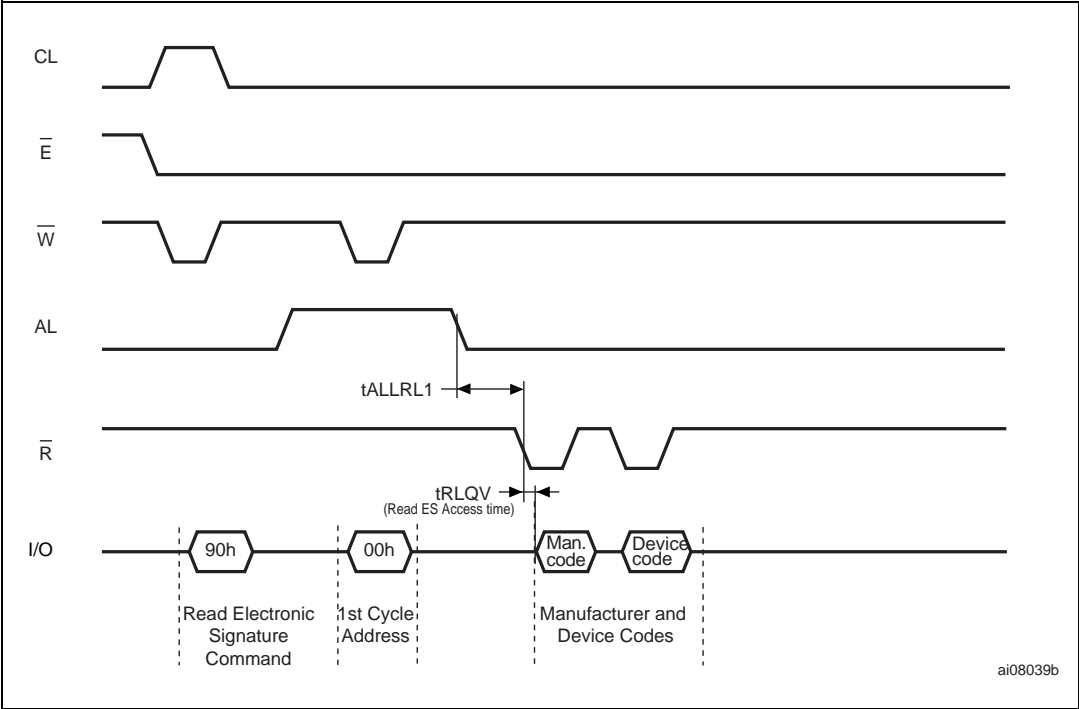 CL
E̅
W̅
AL
tALLRL1
R̅
tRLQV
(Read ES Access time)
I/O
90h
00h
Man.
code
Device
code
Read Electronic
Signature
Command
1st Cycle
Address
Manufacturer and
Device Codes
ai08039b